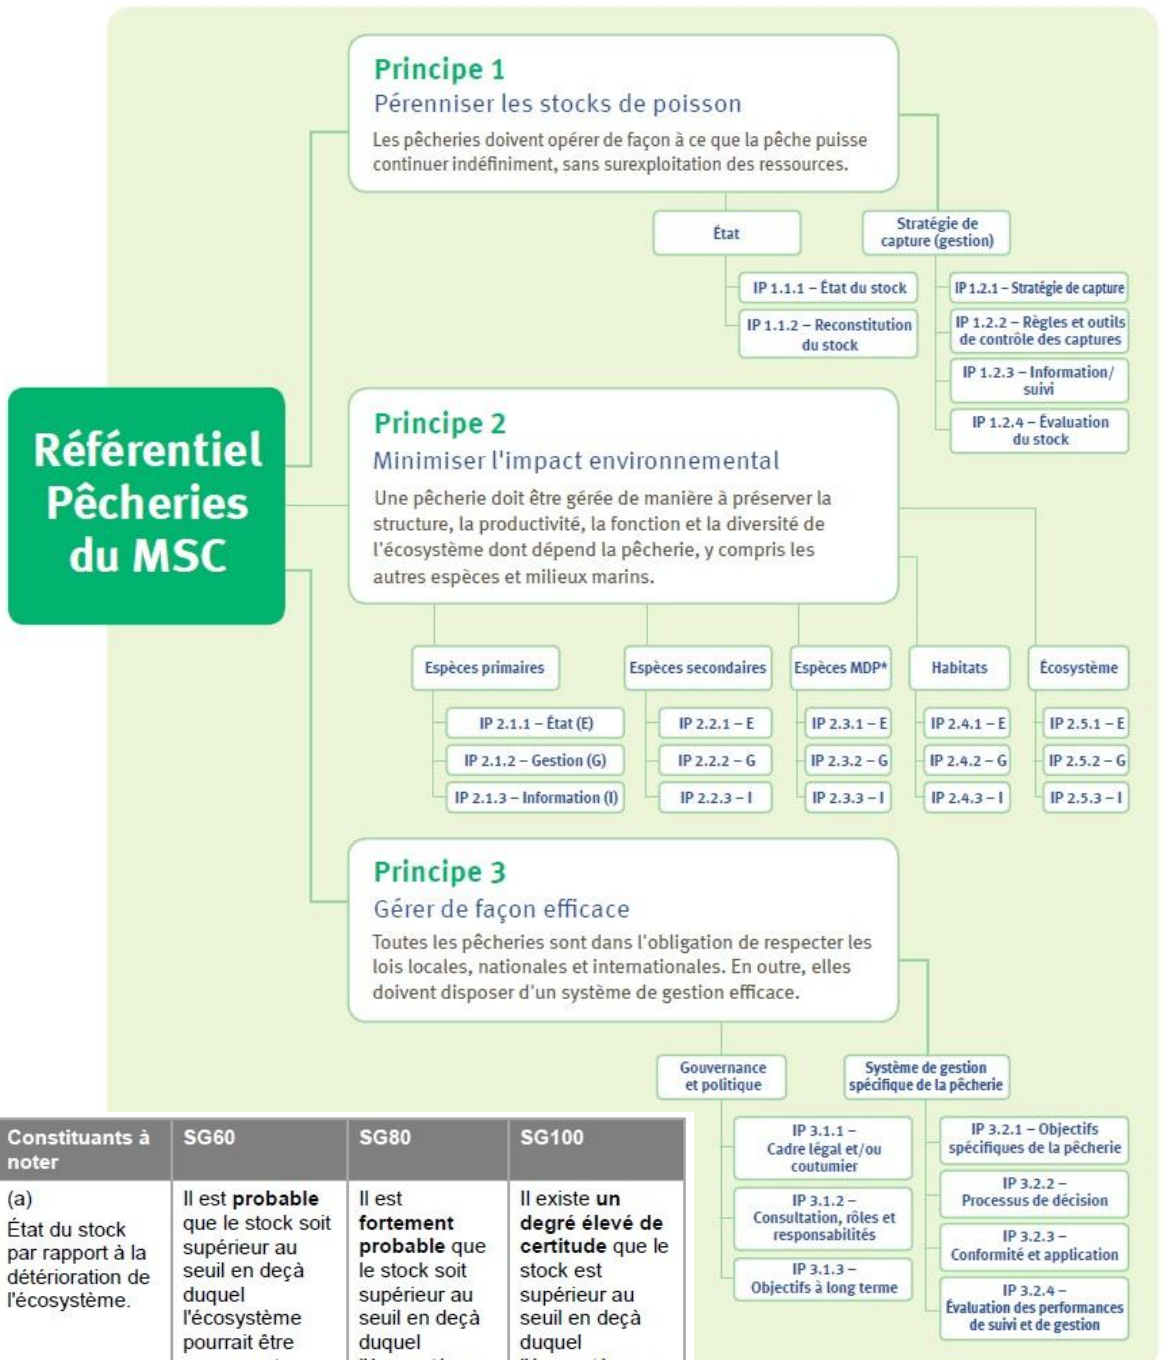 Référentiel
Pêcheries
du MSC
Principe 1
Pérenniser les stocks de poisson
Les pêcheries doivent opérer de façon à ce que la pêche puisse
continuer indéfiniment, sans surexploitation des ressources.
État
IP 1.1.1 – État du stock
IP 1.1.2 – Reconstitution
du stock
Stratégie de
capture (gestion)
IP 1.2.1 – Stratégie de capture
IP 1.2.2 – Règles et outils
de contrôle des captures
IP 1.2.3 – Information/
suivi
IP 1.2.4 – Évaluation
du stock
Principe 2
Minimiser l'impact environnemental
Une pêcherie doit être gérée de manière à préserver la
structure, la productivité, la fonction et la diversité de
l'écosystème dont dépend la pêcherie, y compris les
autres espèces et milieux marins.
Espèces primaires
IP 2.1.1 – État (E)
IP 2.1.2 – Gestion (G)
IP 2.1.3 – Information (I)
Espèces secondaires
IP 2.2.1 – E
IP 2.2.2 – G
IP 2.2.3 – I
Espèces MDP*
IP 2.3.1 – E
IP 2.3.2 – G
IP 2.3.3 – I
Habitats
IP 2.4.1 – E
IP 2.4.2 – G
IP 2.4.3 – I
Écosystème
IP 2.5.1 – E
IP 2.5.2 – G
IP 2.5.3 – I
Principe 3
Gérer de façon efficace
Toutes les pêcheries sont dans l'obligation de respecter les
lois locales, nationales et internationales. En outre, elles
doivent disposer d'un système de gestion efficace.
Gouvernance
et politique
IP 3.1.1 –
Cadre légal et/ou
coutumier
IP 3.1.2 –
Consultation, rôles et
responsabilités
IP 3.1.3 –
Objectifs à long terme
Système de gestion
spécifique de la pêcherie
IP 3.2.1 – Objectifs
spécifiques de la pêcherie
IP 3.2.2 –
Processus de décision
IP 3.2.3 –
Conformité et application
IP 3.2.4 –
Évaluation des performances
de suivi et de gestion
Constituants à
noter
SG60
SG80
SG100
(a)
État du stock
par rapport à la
détérioration de
l'écosystème.
Il est probable
que le stock soit
supérieur au
seuil en deçà
duquel
l'écosystème
pourrait être
Il est
fortement
probable que
le stock soit
supérieur au
seuil en deçà
duquel
Il existe un
degré élevé de
certitude que le
stock est
supérieur au
seuil en deçà
duquel